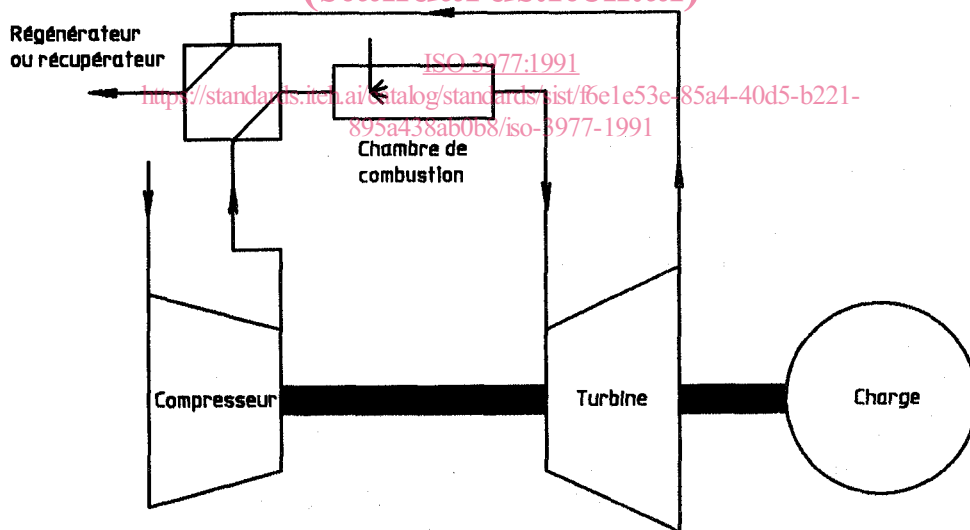 Régénérateur
ou récupérateur
ISO 3977:1991
https://standards.iteh.ai/catalog/standards/sist/f6e1e53e-85a4-40d5-b221-
895a438ab0b8/iso-3977-1991
Chambre de
combustion
Compresseur
Turbine
Charge